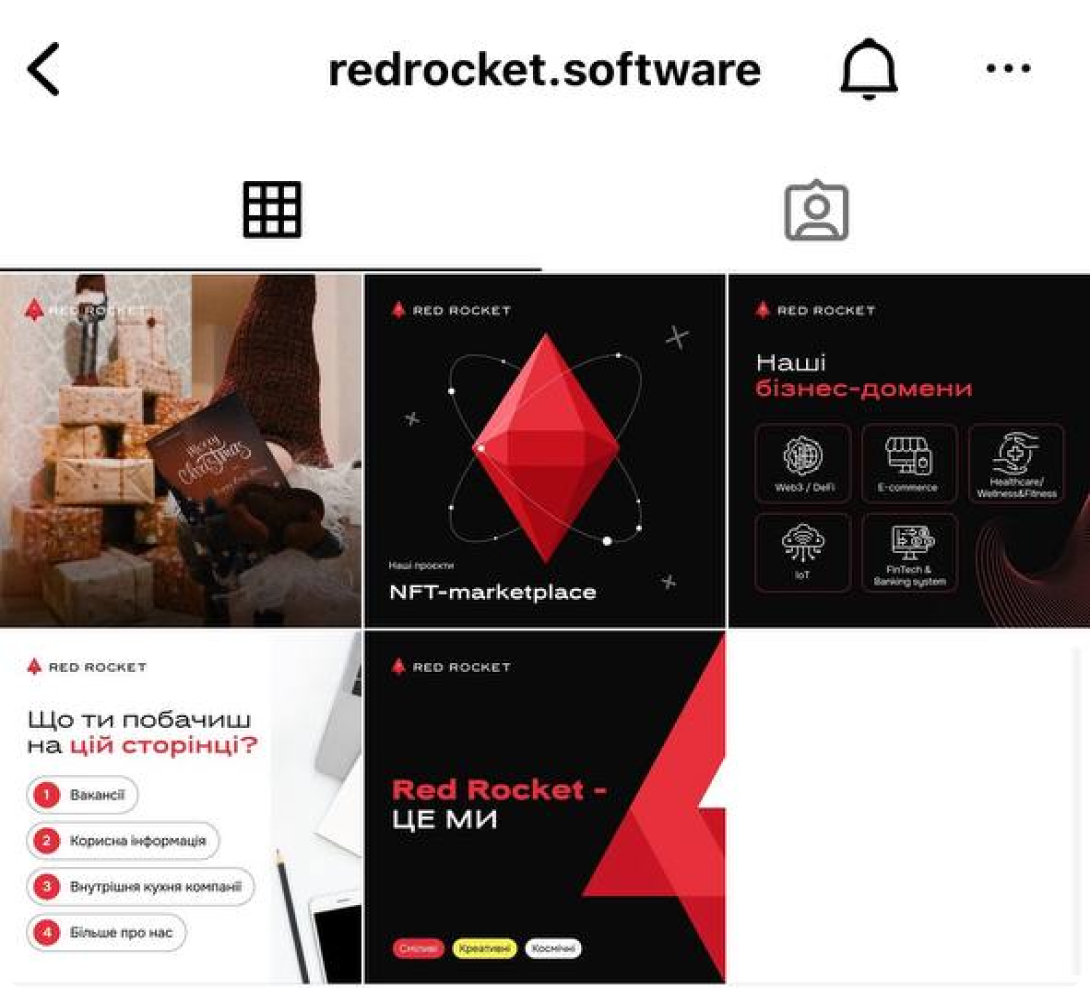 redrocket.software
RED ROCKET
Merry
Christmas
RED ROCKET
Наші проєкти
NFT-marketplace
RED ROCKET
Наші
бізнес-домени
Web3 / DeFi
E-commerce
Healthcare/
Wellness&Fitness
IoT
FinTech &
Banking system
RED ROCKET
Що ти побачиш
на цій сторінці?
1 Вакансії
2 Корисна інформація
3 Внутрішня кухня компанії
4 Більше про нас
RED ROCKET
Red Rocket -
ЦЕ МИ
Сміливі Креативні Космічні